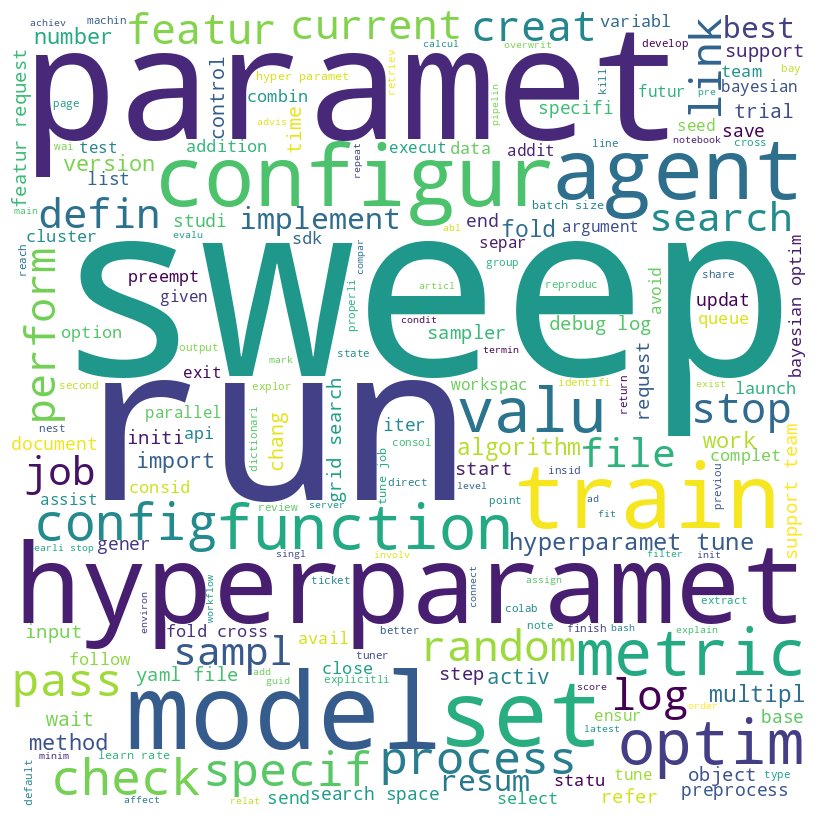 achiev
machin
featur
current
creat
variabl
best
number
paramet
calcul
overwrit
develop
support
hyper paramet
retriev
team
bay
link
page
control
combin
specifi
futur
pre
bayesian
kill
trial
featur request
advis
time
pipelin
seed
save
wai
test
addition
repeat
execut
data
addit
line
notebook
cross
version
list
configur
agent
main
defin
studi
implement
end
fold
argument
batch size
search
cluster
evalu
sdk
separ
reach
sweep
perform
preempt
given
properli
compar
articl
group
reproduc
avoid
share
updat
queue
bayesian optim
option
condit
sampler
debug log
output
mark
state
termin
request
second
exit
explor
workspac
identifi
return
exist
launch
nest
parallel
run
valu
stop
document
initi
api
dictionari
chang
grid search
iter
consol
algorithm
work
complet
job
import
tune job
direct
start
insid
file
previou
support team
assist
consid
review
server
level
point
ad
fit
train
config
function
earli stop
gener
singl
involv
hyperparamet tune
filter
init
hyperparamet
environ
workflow
ticket
connect
colab
assign
extract
input
fold cross
avail
better
note
finish
bash
explain
follow
add
guid
tuner
explicitli
random
metric
sampl
pass
yaml file
close
step
activ
score
log
multipl
order
wait
model
set
latest
ensur
base
method
learn rate
optim
minim
process
default
check
specif
resum
statu
tune
object
type
preprocess
affect
relat
send
search space
select
refer